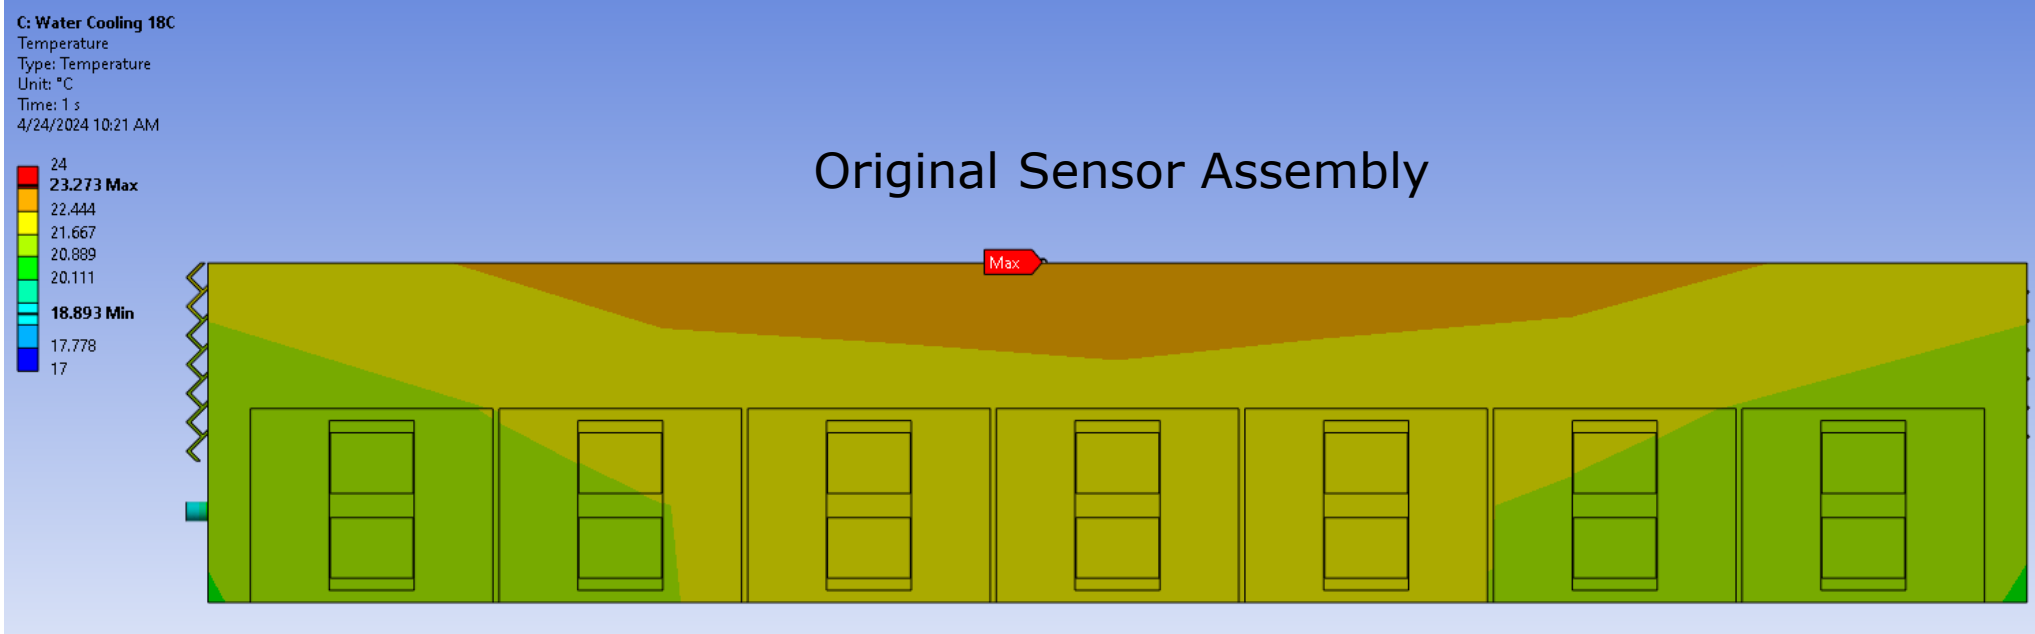 C: Water Cooling 18C
Temperature
Type: Temperature
Unit: °C
Time: 1 s
4/24/2024 10:21 AM
24
23.273 Max
22.444
21.667
20.889
20.111
18.893 Min
17.778
17
Original Sensor Assembly
Max